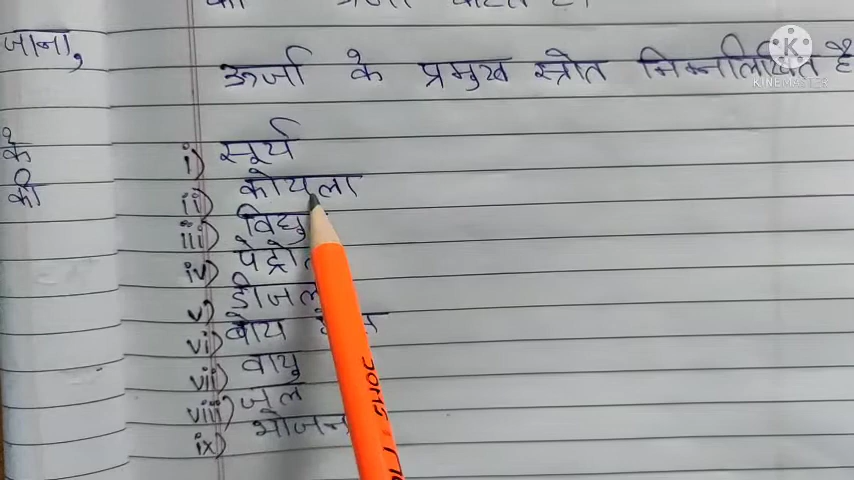 जाना,
ऊर्जा के प्रमुख स्त्रोत निम्नलिखित है
के
की
i) सूर्य
ii) कोयला
iii) विद्यु
iv) पेट्रो
v) डीजल
vi) बायो
vii) वायु
viii) जल
ix) भोजन
KINEMASTER